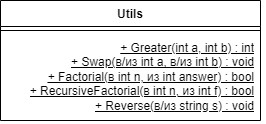 Utils
+ Greater(int a, int b) : int
+ Swap(в/из int a, в/из int b) : void
+ Factorial(в int n, из int answer) : bool
+ RecursiveFactorial(в int n, из int f) : bool
+ Reverse(в/из string s) : void